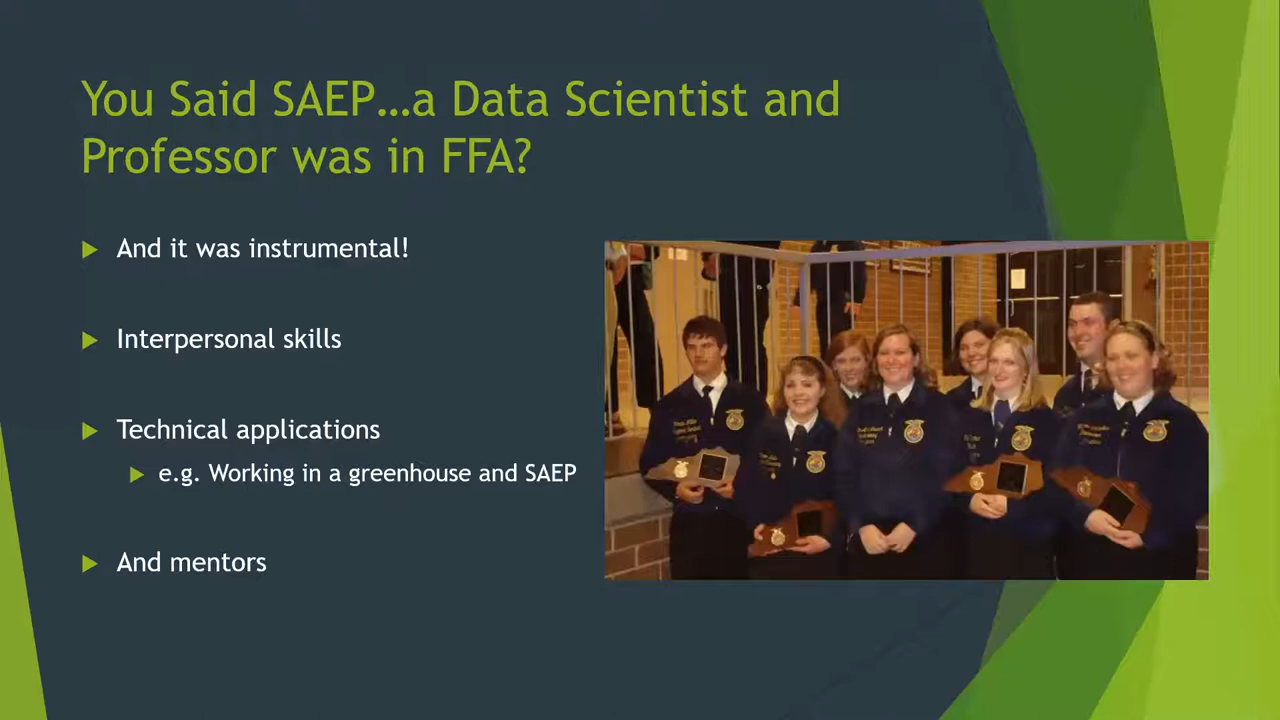 You Said SAEP…a Data Scientist and
Professor was in FFA?
And it was instrumental!
Interpersonal skills
Technical applications
e.g. Working in a greenhouse and SAEP
And mentors